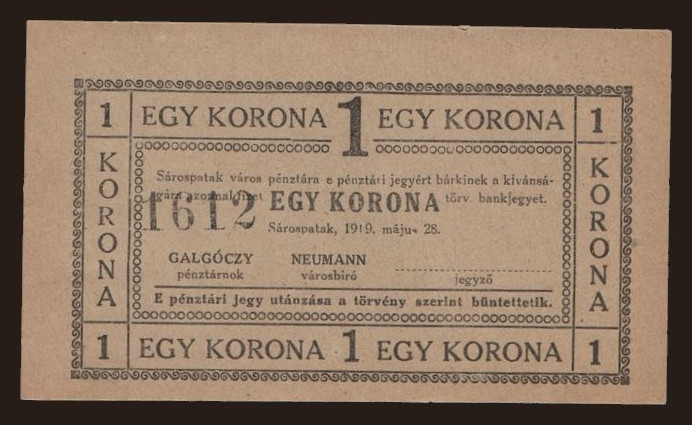 1 EGY KORONA 1 EGY KORONA 1
KORONA
KORONA
Sárospatak város pénztára e pénztári jegyért bárkinek a kivánsá-
EGY KORONA törv. bankjegyet.
1612
Sárospatak, 1919. május 28.
GALGÓCZY NEUMANN
pénztárnok városbiró jegyző
E pénztári jegy utánzása a törvény szerint büntettetik.
1 EGY KORONA 1 EGY KORONA 1